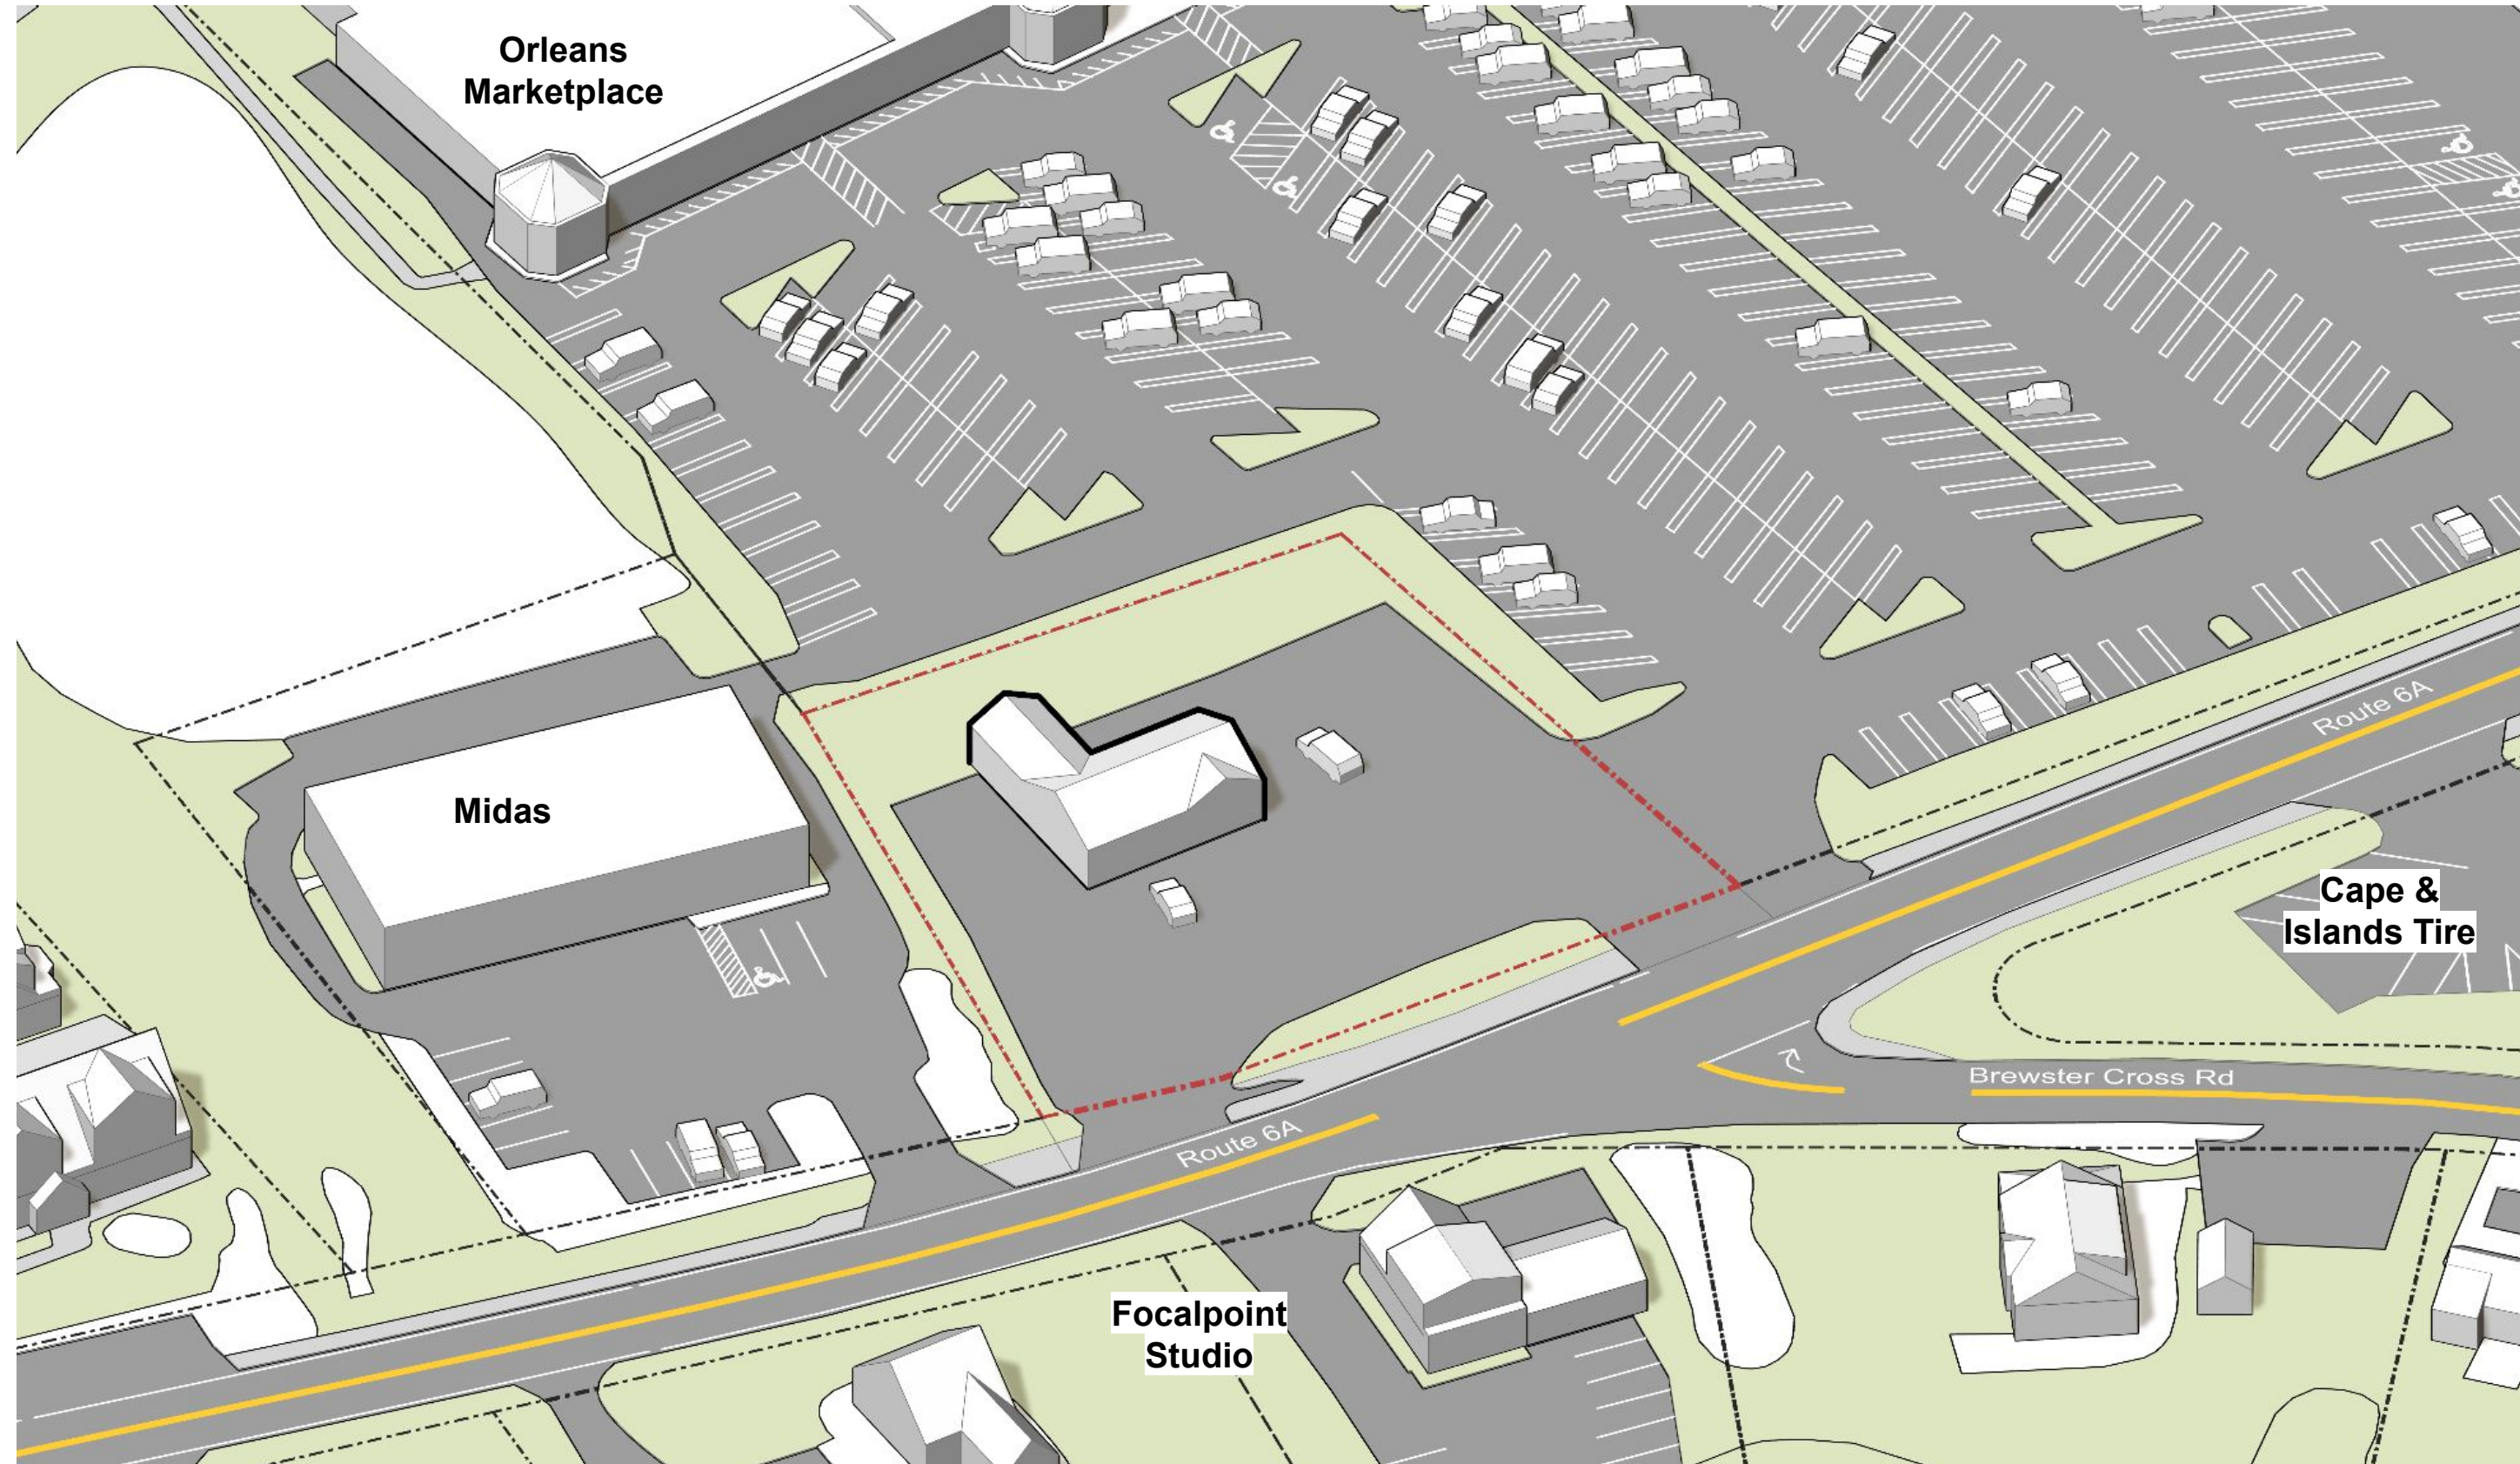 Orleans
Marketplace
Route 6A
Midas
Cape &
Islands Tire
Brewster Cross Rd
Route 6A
Focalpoint
Studio